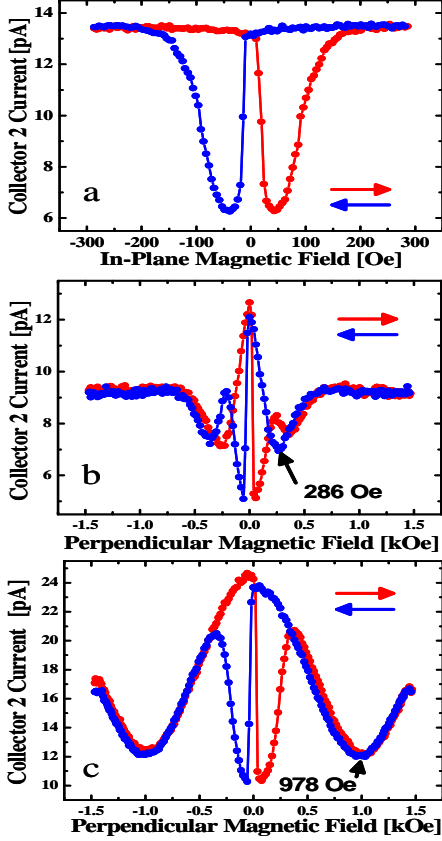 14
12
10
8
6
Collector 2 Current [pA]
a
-300 -200 -100 0 100 200 300
In-Plane Magnetic Field [Oe]
12
10
8
6
Collector 2 Current [pA]
b
286 Oe
-1.5 -1.0 -0.5 0.0 0.5 1.0 1.5
Perpendicular Magnetic Field [kOe]
24
22
20
18
16
14
12
10
Collector 2 Current [pA]
c
978 Oe
-1.5 -1.0 -0.5 0.0 0.5 1.0 1.5
Perpendicular Magnetic Field [kOe]